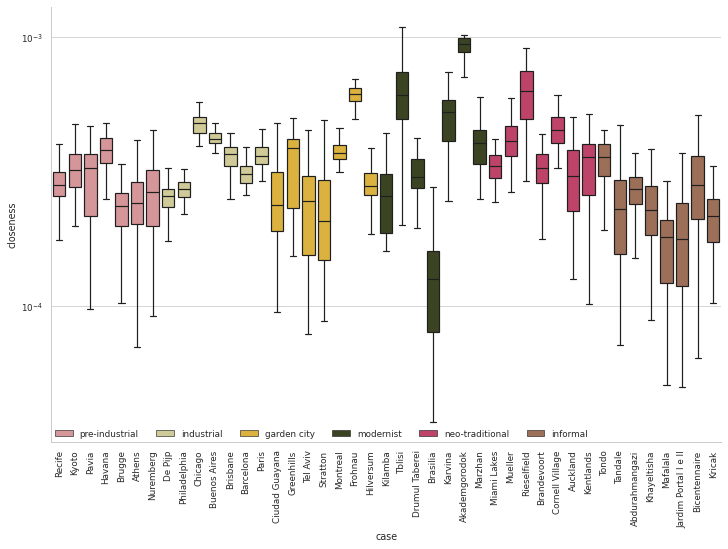 10⁻³
closeness
10⁻⁴
pre-industrial industrial garden city modernist neo-traditional informal
Recife Kyoto Pavia Havana Brugge Athens Nuremberg De Pijp Philadelphia Chicago Buenos Aires Brisbane Barcelona Paris Ciudad Guayana Greenhills Tel Aviv Stratton Montreal Frohnau Hilversum Kilamba Tblisi Drumul Taberei Brasilia Karvina Akademgorodok Marzhan Miami Lakes Mueller Rieselfield Brandevoort Cornell Village Auckland Kentlands Tondo Tandale Abdurahmangazi Khayeltisha Mafalala Jardim Portal I e II Bicentennaire Kricak
case